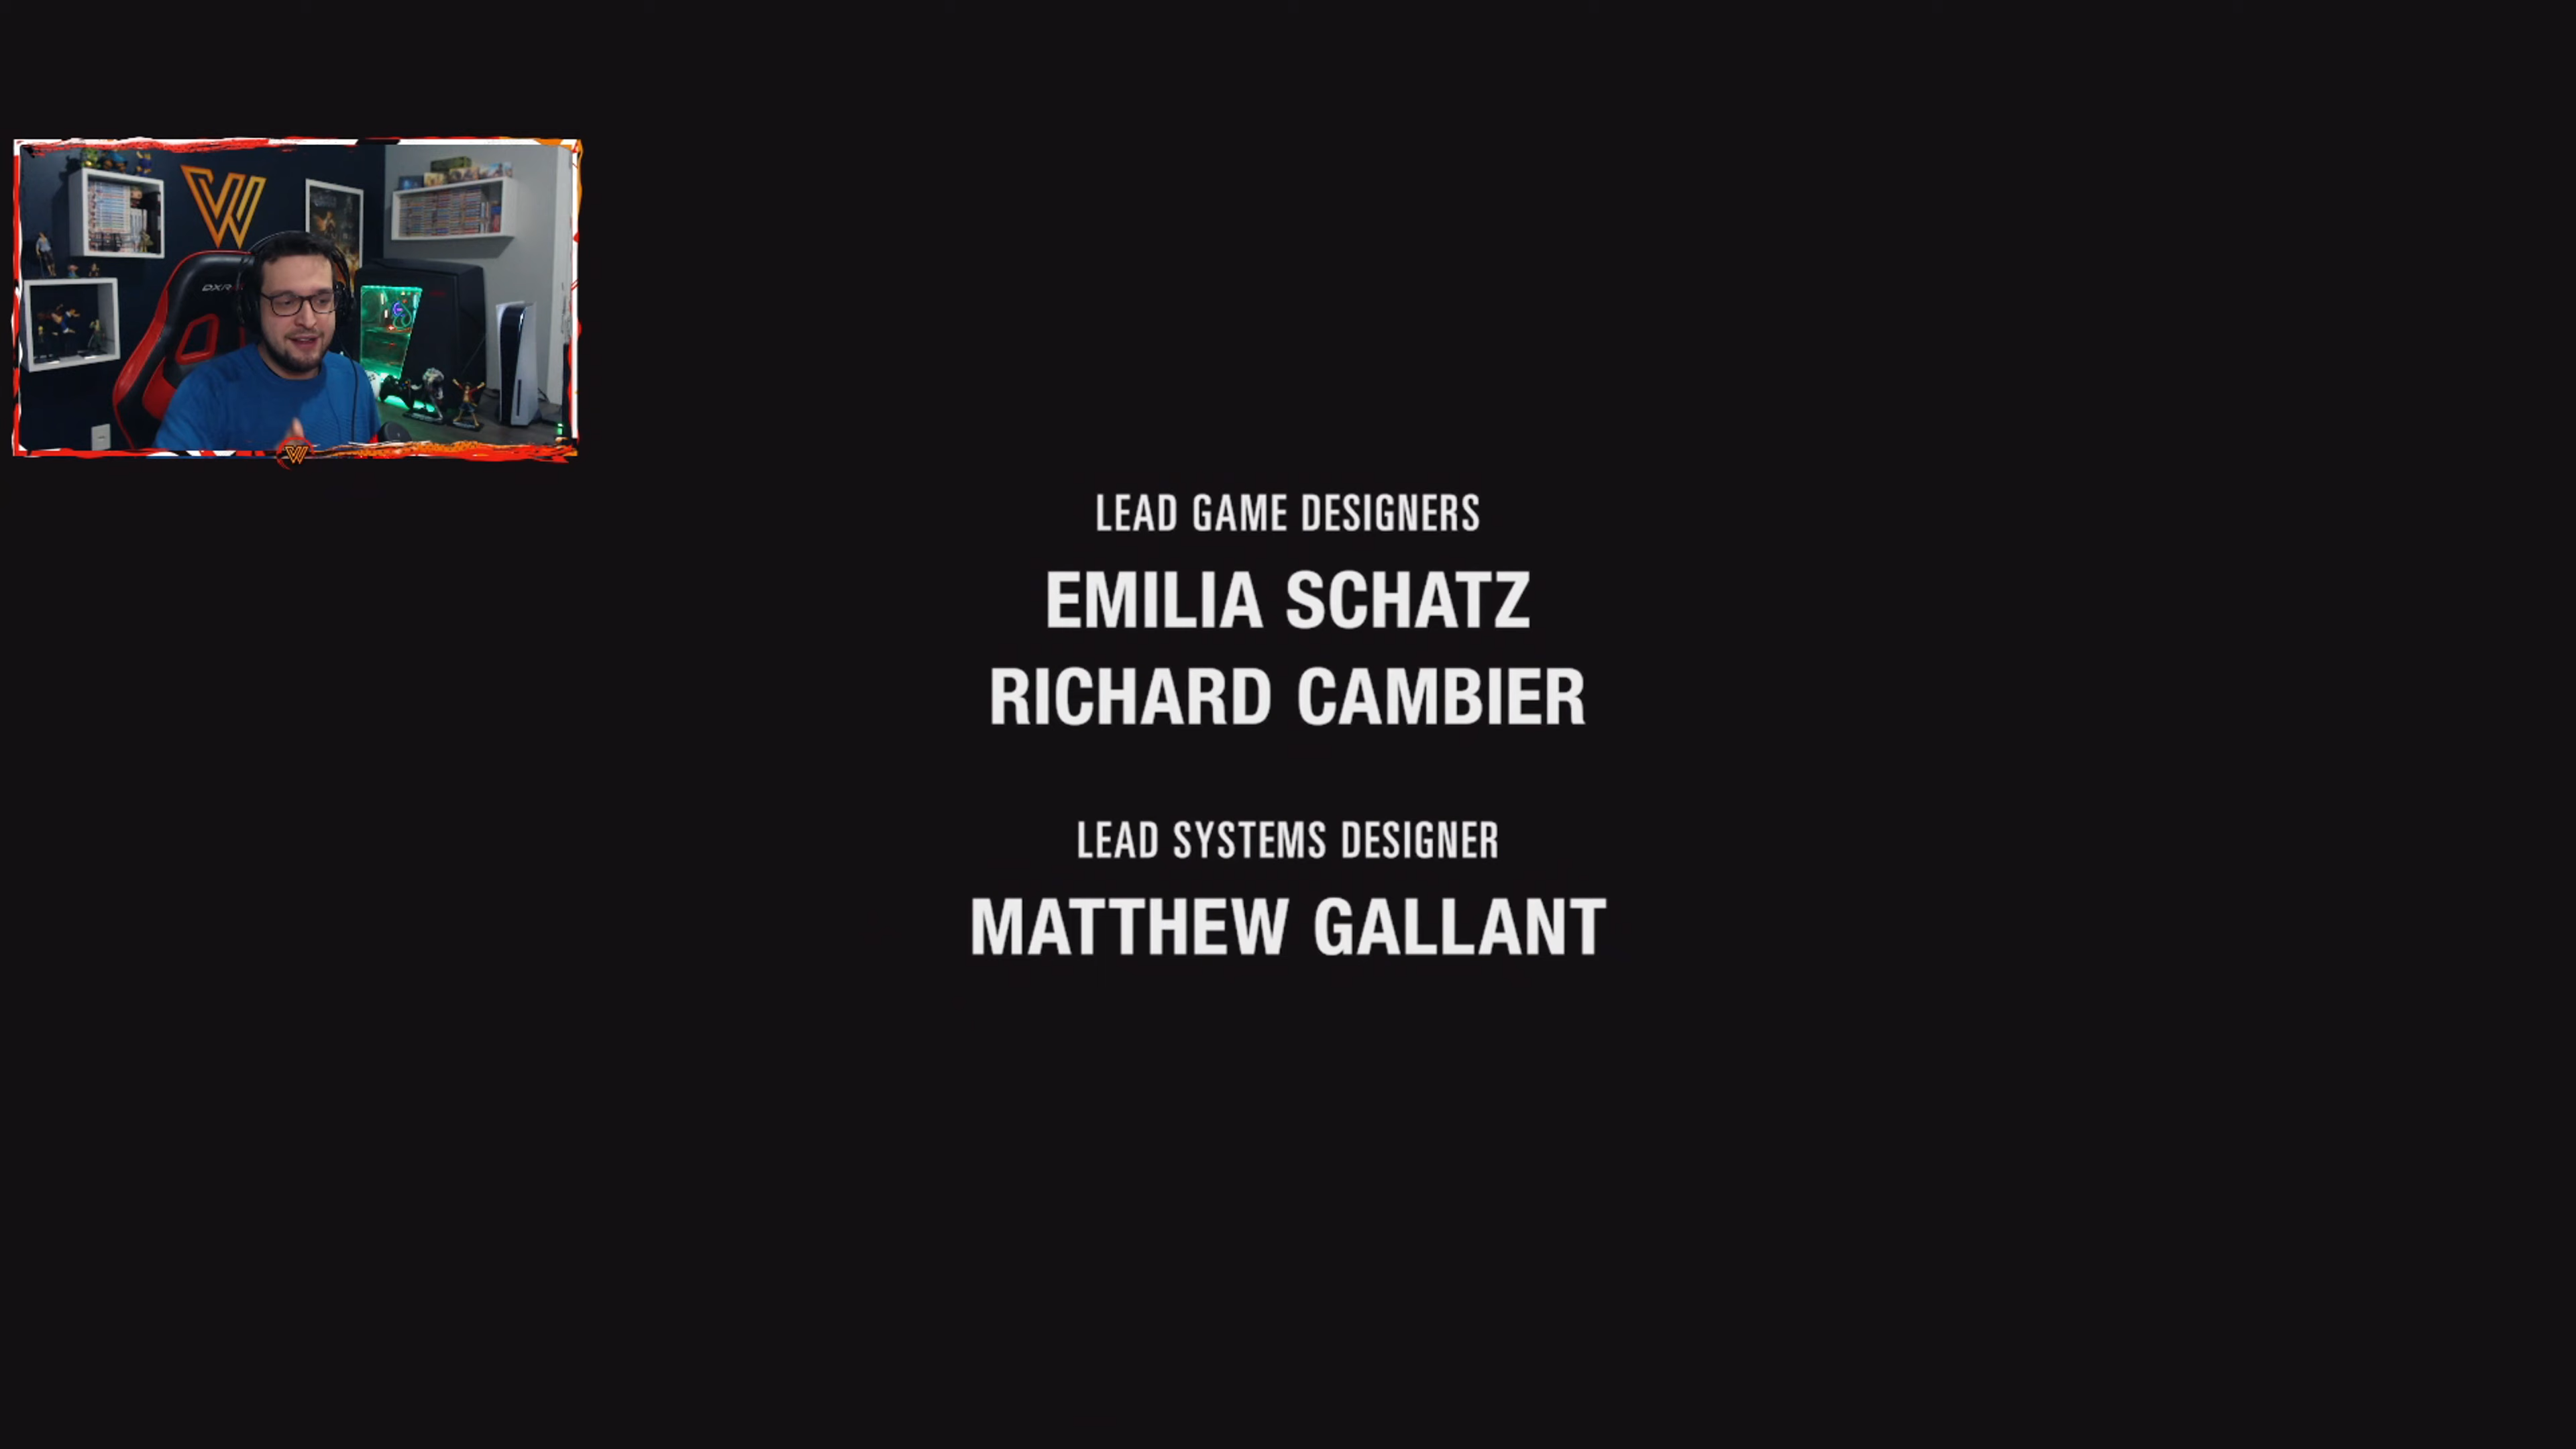 LEAD GAME DESIGNERS
EMILIA SCHATZ
RICHARD CAMBIER
LEAD SYSTEMS DESIGNER
MATTHEW GALLANT